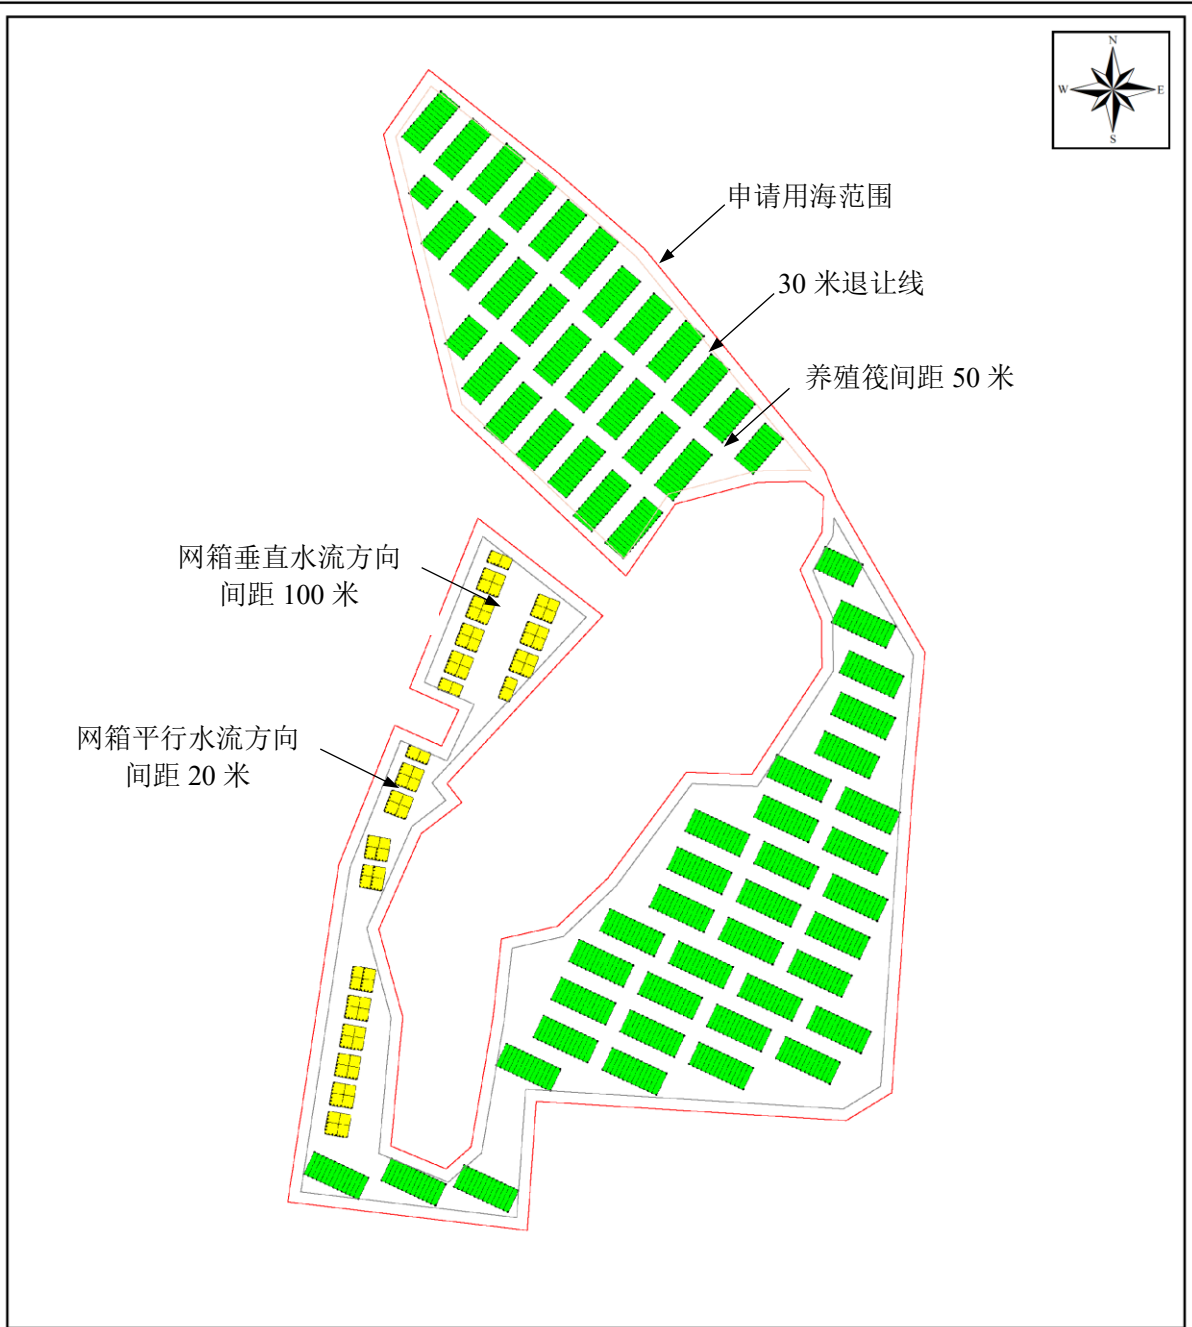 N
W E
S
申请用海范围
30 米退让线
养殖筏间距 50 米
网箱垂直水流方向
间距 100 米
网箱平行水流方向
间距 20 米